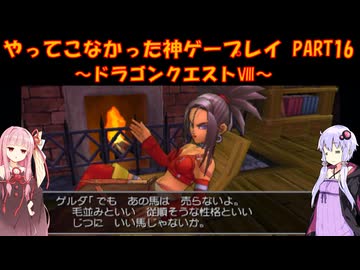 やってこなかった神ゲープレイ PART16
～ドラゴンクエストⅧ～
ゲルダ「でも あの馬は 売らないよ。
毛並みといい 従順そうな性格といい
じつに いい馬じゃないか。